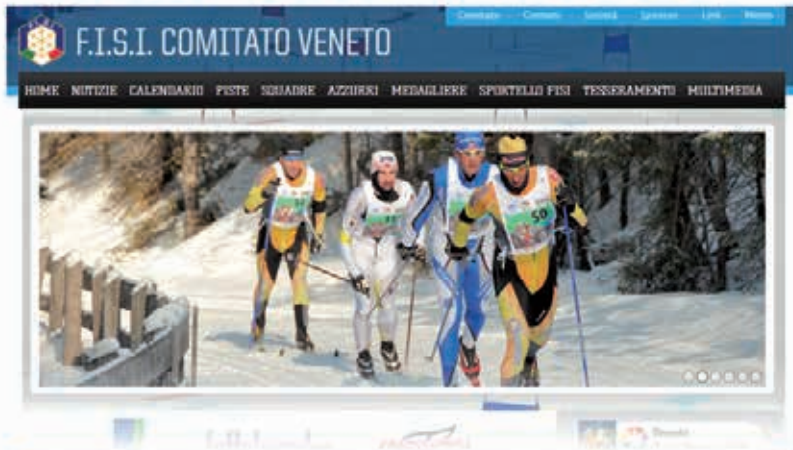 Comitato Contatti Società Sponsor Link Meteo
F.I.S.I. COMITATO VENETO
HOME NOTIZIE CALENDARIO PISTE SQUADRE AZZURRI MEDAGLIERE SPORTELLO FISI TESSERAMENTO MULTIMEDIA
50